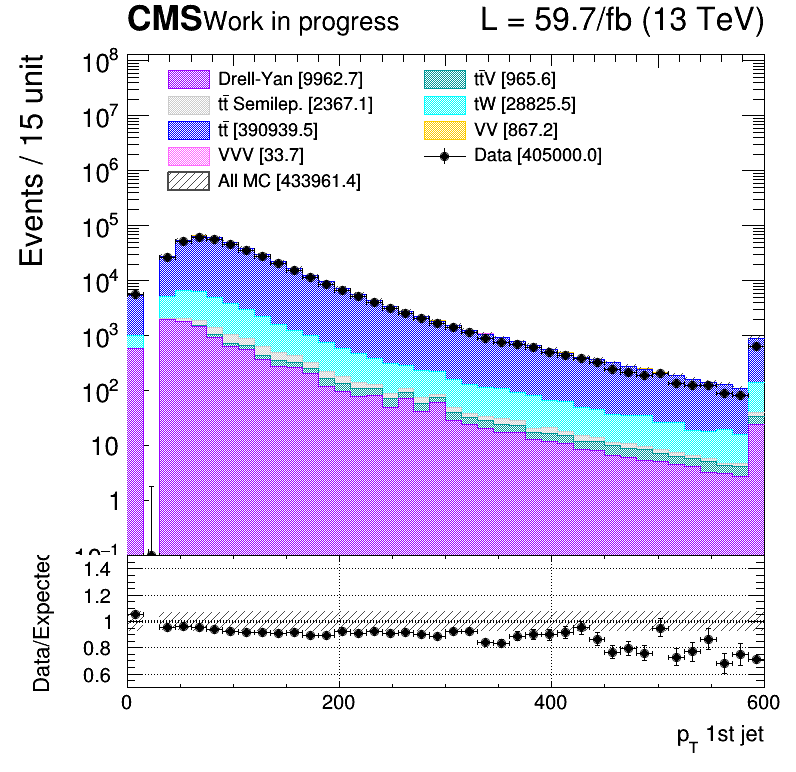 CMS Work in progress L = 59.7/fb (13 TeV)
Events / 15 unit
10⁸
10⁷
10⁶
10⁵
10⁴
10³
10²
10
1
10⁻¹
Drell-Yan [9962.7]
tt̄ Semilep. [2367.1]
tt̄ [390939.5]
VVV [33.7]
All MC [433961.4]
tt̄V [965.6]
tW [28825.5]
VV [867.2]
Data [405000.0]
Data/Expected
1.4
1.2
1
0.8
0.6
0 200 400 600
p_T 1st jet